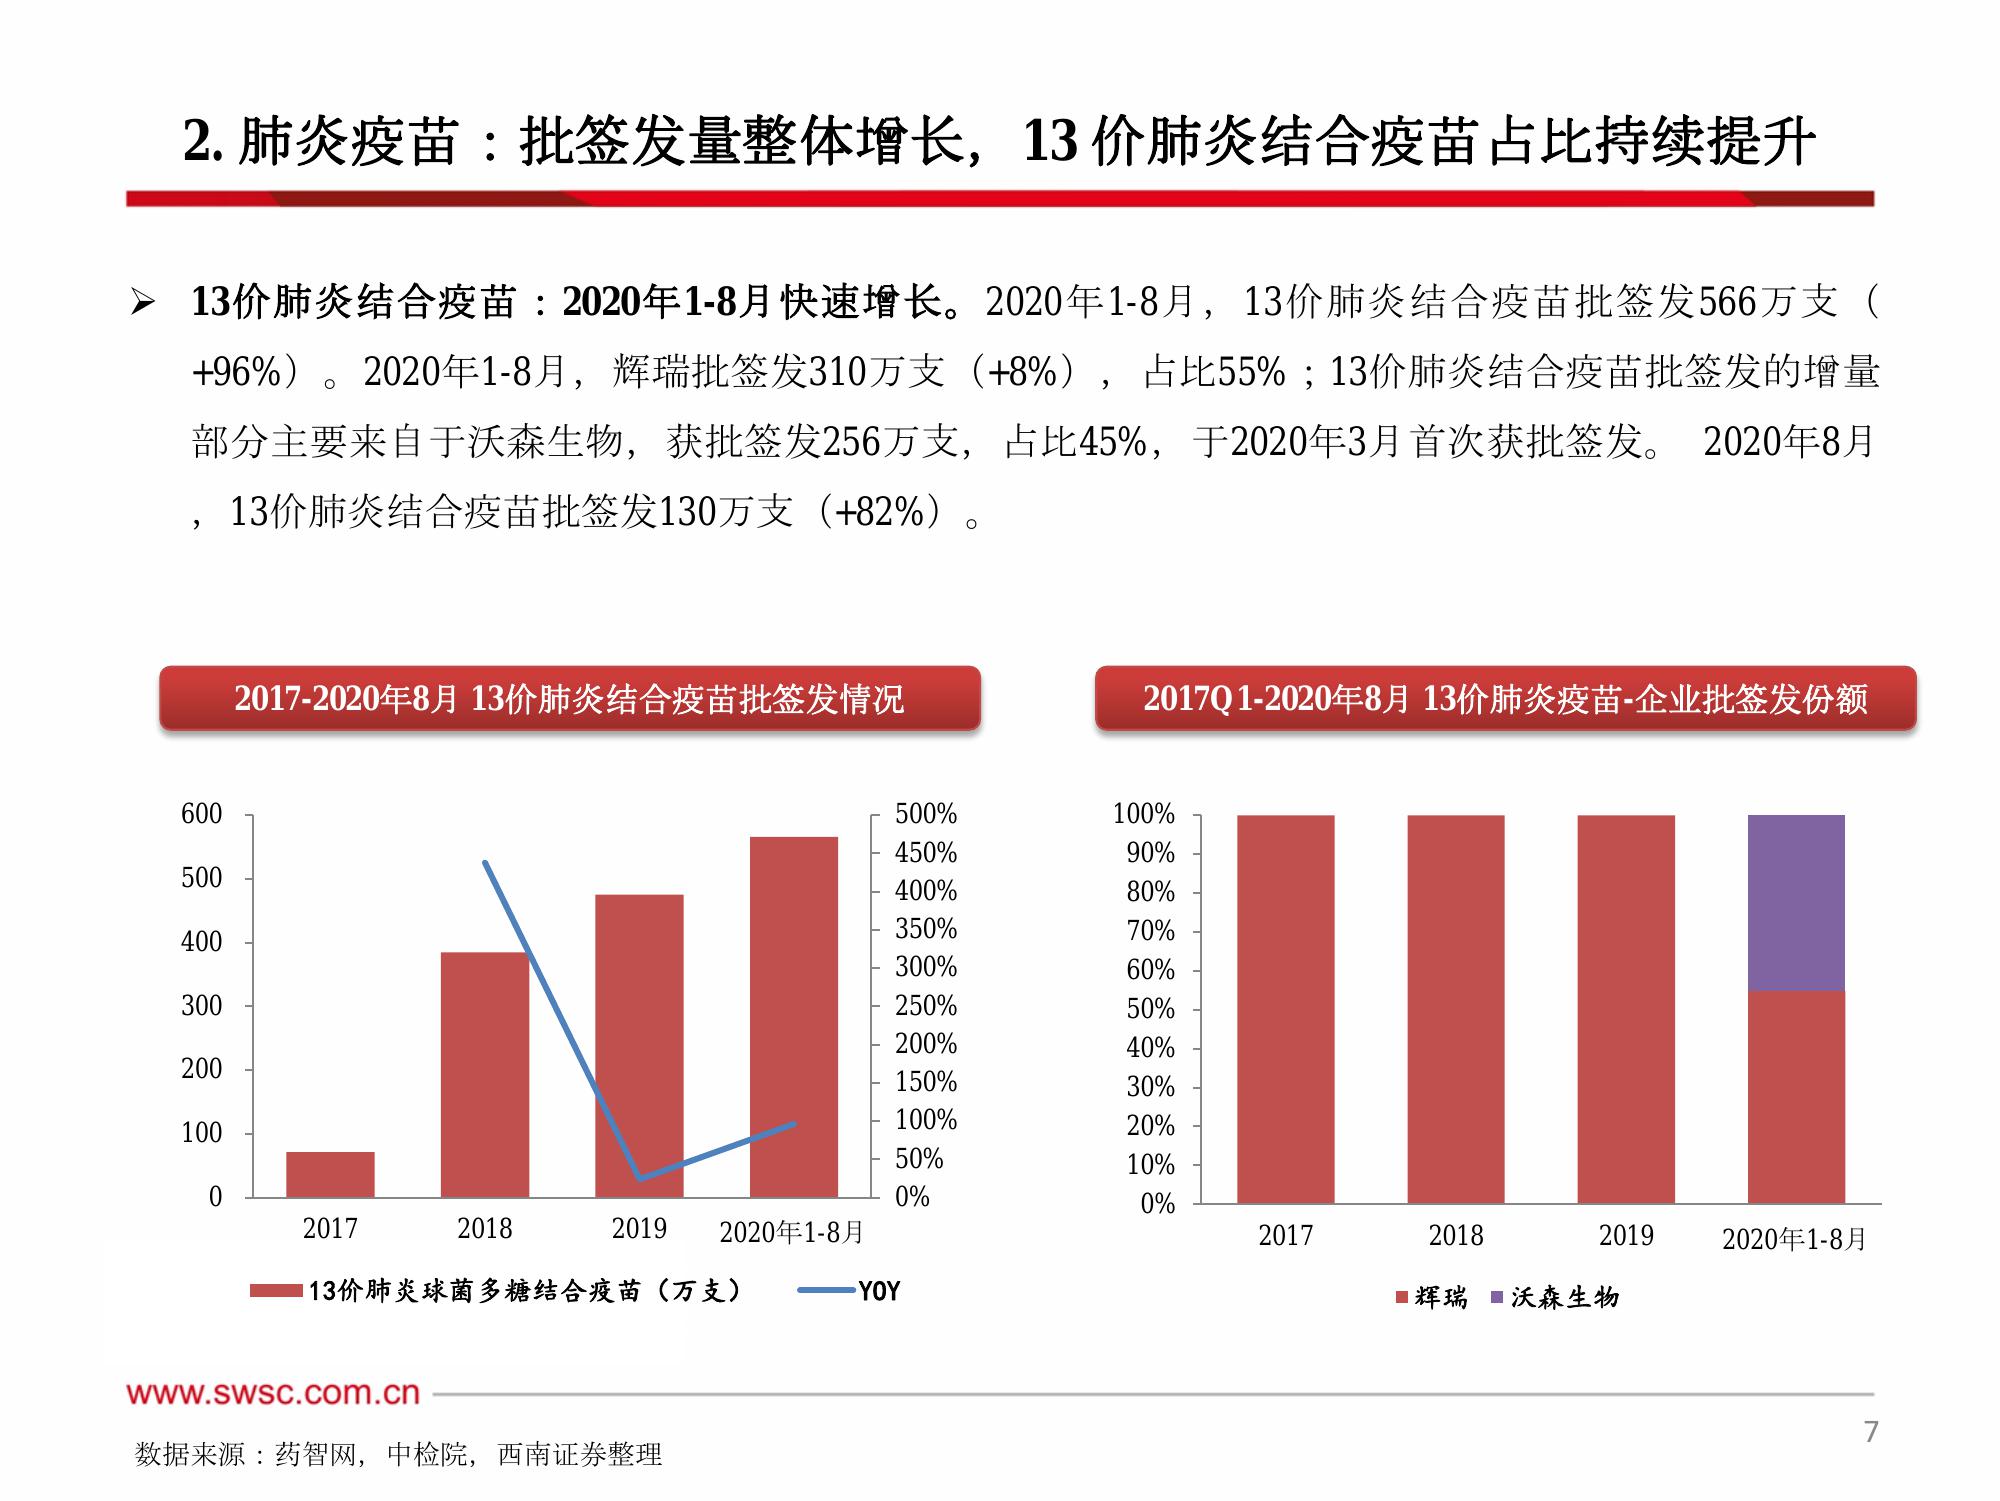 2. 肺炎疫苗：批签发量整体增长，13 价肺炎结合疫苗占比持续提升
➢ 13价肺炎结合疫苗：2020年1-8月快速增长。2020年1-8月，13价肺炎结合疫苗批签发566万支（
+96%）。2020年1-8月，辉瑞批签发310万支（+8%），占比55%；13价肺炎结合疫苗批签发的增量
部分主要来自于沃森生物，获批签发256万支，占比45%，于2020年3月首次获批签发。 2020年8月
，13价肺炎结合疫苗批签发130万支（+82%）。
2017-2020年8月 13价肺炎结合疫苗批签发情况
600
500
400
300
200
100
0
500%
450%
400%
350%
300%
250%
200%
150%
100%
50%
0%
2017 2018 2019 2020年1-8月
13价肺炎球菌多糖结合疫苗（万支） YOY
2017Q1-2020年8月 13价肺炎疫苗-企业批签发份额
100%
90%
80%
70%
60%
50%
40%
30%
20%
10%
0%
2017 2018 2019 2020年1-8月
辉瑞 沃森生物
www.swsc.com.cn
7
数据来源：药智网，中检院，西南证券整理